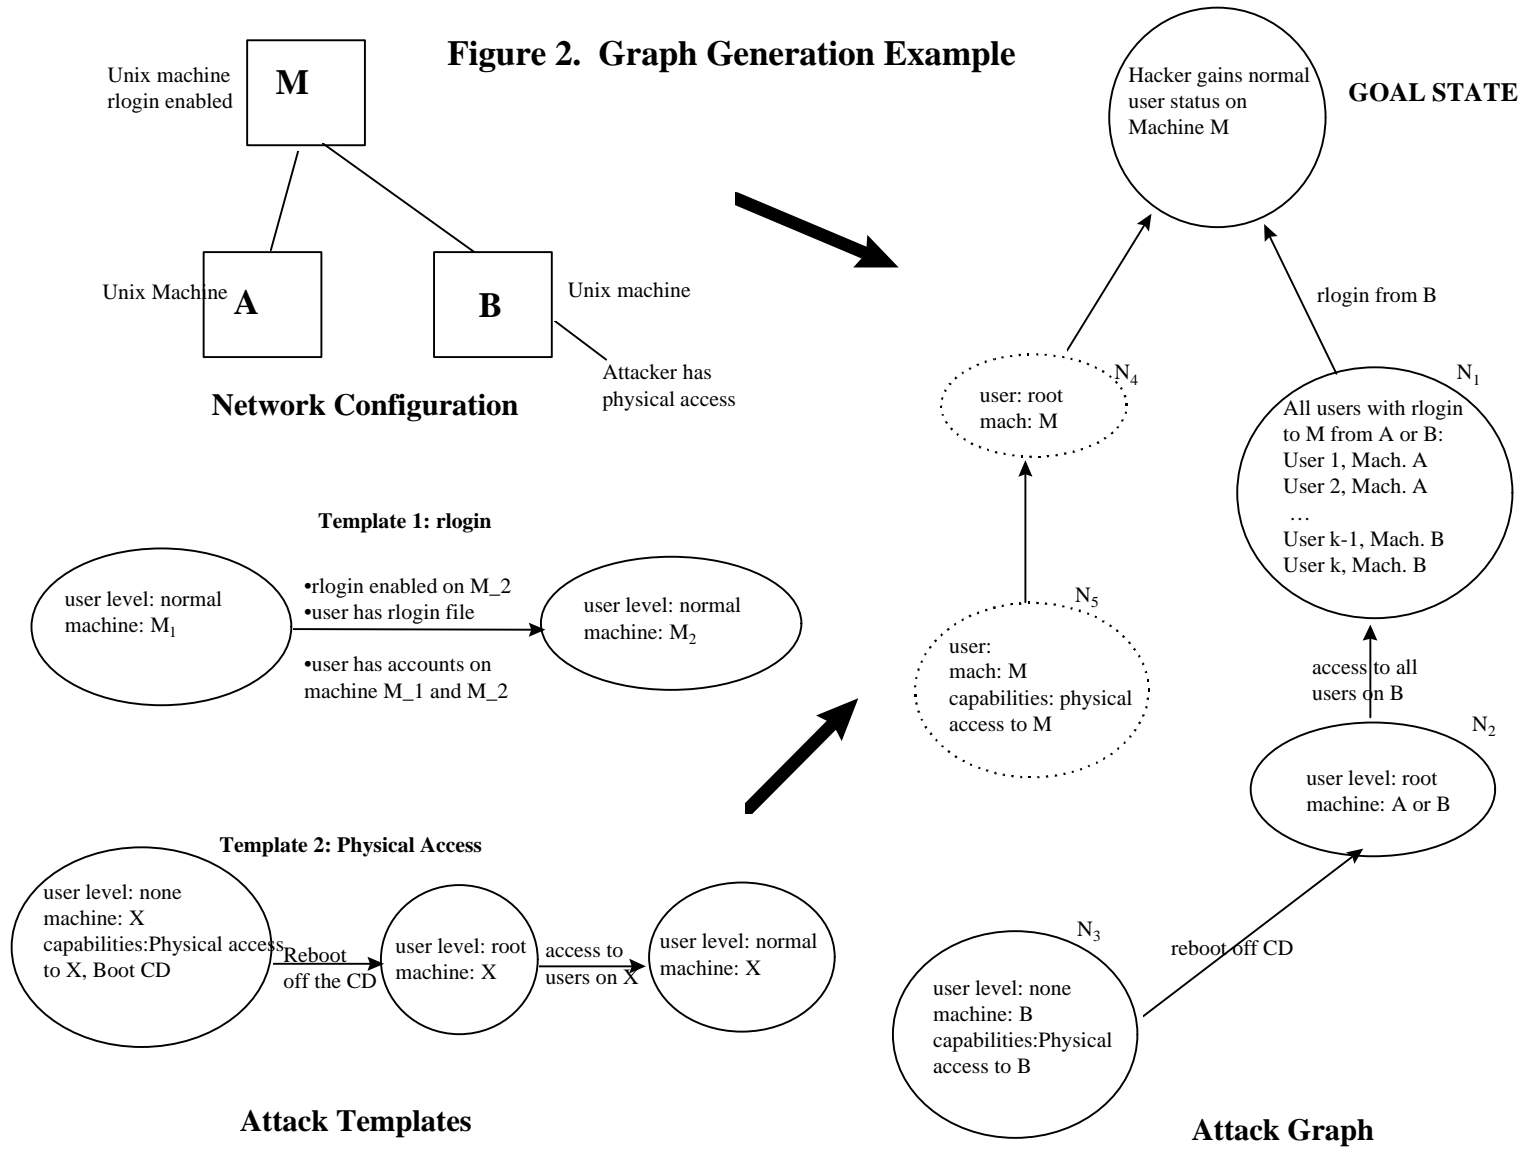 Figure 2. Graph Generation Example
Unix machine
rlogin enabled
M
Unix Machine
A
B
Unix machine
Attacker has
physical access
Network Configuration
Template 1: rlogin
user level: normal
machine: M₁
•rlogin enabled on M_2
•user has rlogin file
•user has accounts on
machine M_1 and M_2
user level: normal
machine: M₂
Template 2: Physical Access
user level: none
machine: X
capabilities:Physical access
to X, Boot CD
Reboot
off the CD
user level: root
machine: X
access to
users on X
user level: normal
machine: X
Attack Templates
Hacker gains normal
user status on
Machine M
GOAL STATE
rlogin from B
N₄
user: root
mach: M
N₁
All users with rlogin
to M from A or B:
User 1, Mach. A
User 2, Mach. A
…
User k-1, Mach. B
User k, Mach. B
N₅
user:
mach: M
capabilities: physical
access to M
access to all
users on B
N₂
user level: root
machine: A or B
reboot off CD
N₃
user level: none
machine: B
capabilities:Physical
access to B
Attack Graph